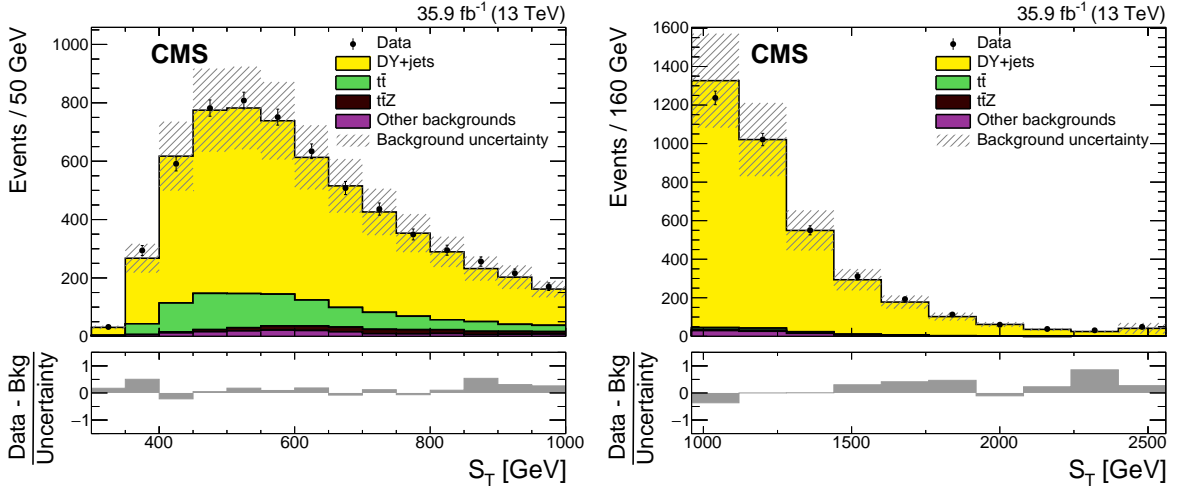 35.9 fb⁻¹ (13 TeV)
CMS
Data
DY+jets
tt̄
tt̄Z
Other backgrounds
Background uncertainty
Events / 50 GeV
1000
800
600
400
200
0
Data - Bkg
Uncertainty
1
0
−1
400
600
800
1000
S_T [GeV]
35.9 fb⁻¹ (13 TeV)
CMS
Data
DY+jets
tt̄
tt̄Z
Other backgrounds
Background uncertainty
Events / 160 GeV
1600
1400
1200
1000
800
600
400
200
0
Data - Bkg
Uncertainty
1
0
−1
1000
1500
2000
2500
S_T [GeV]